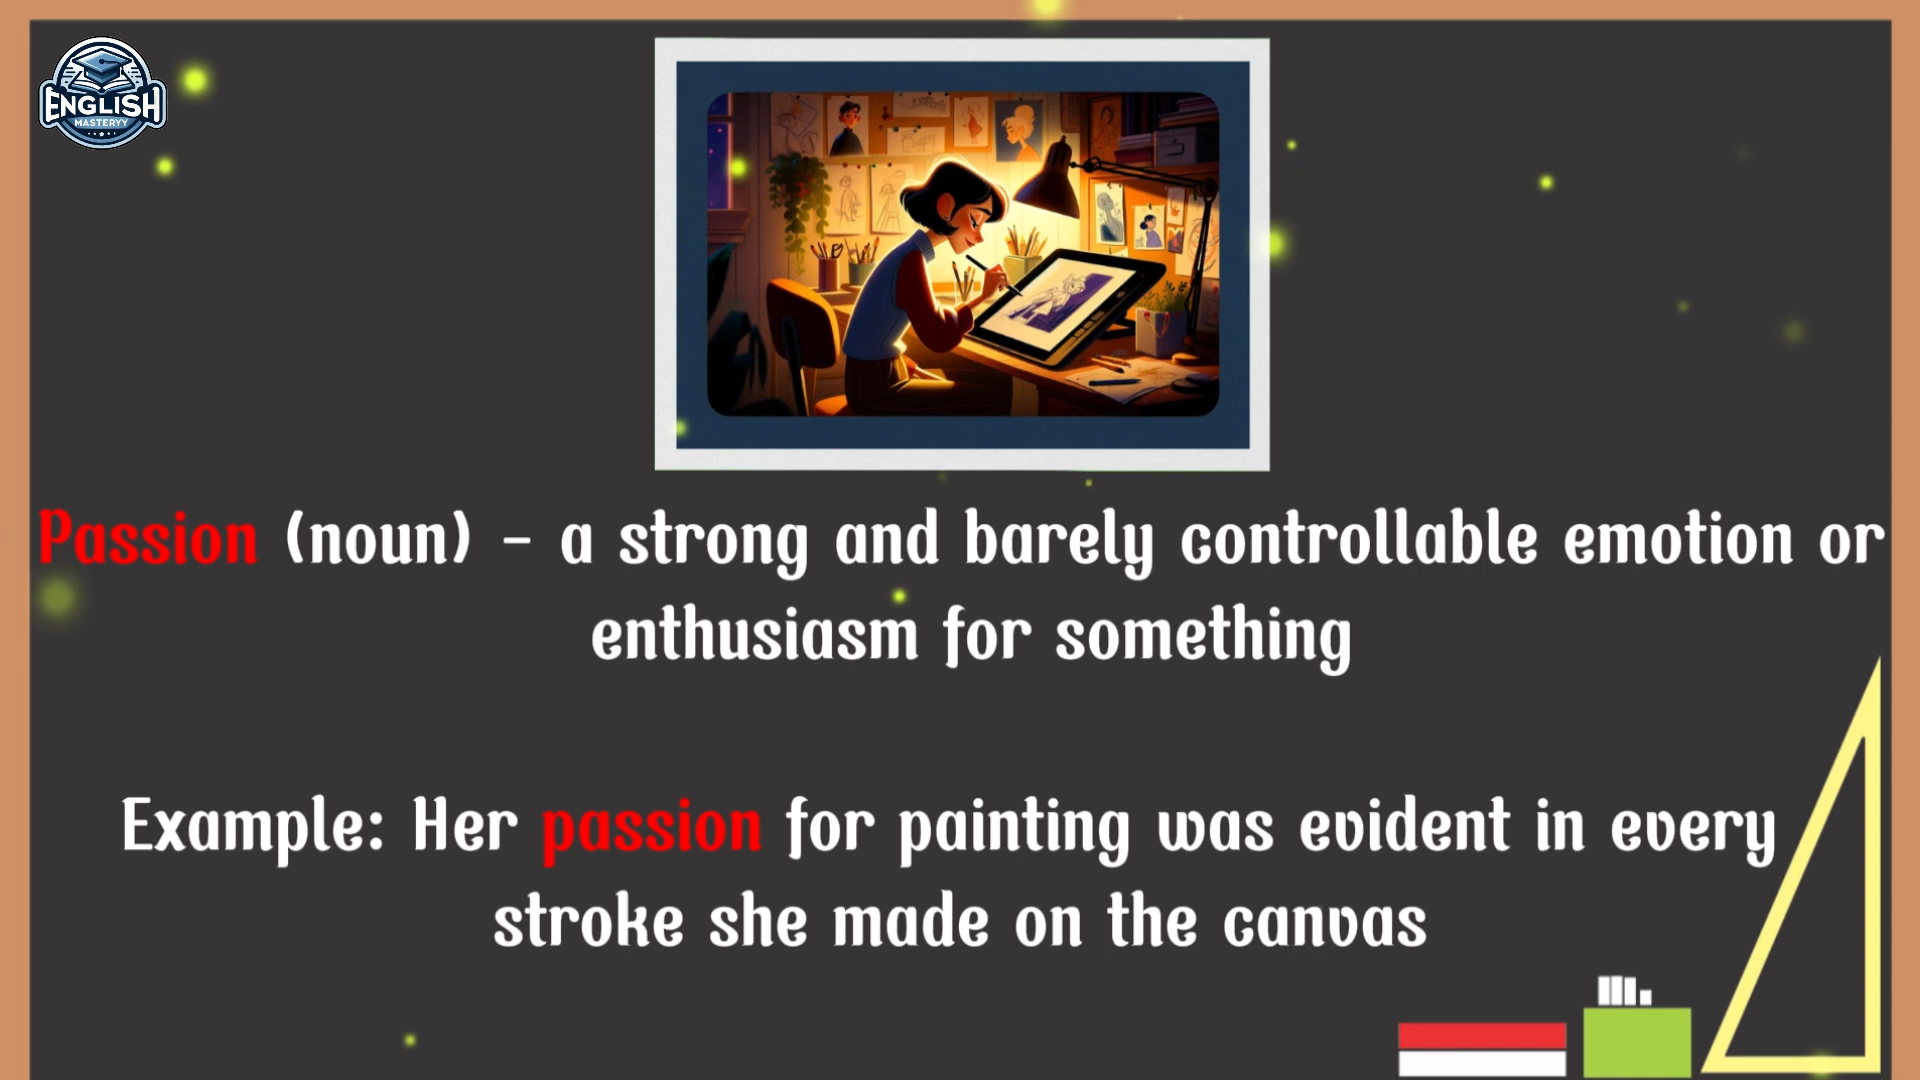 ENGLISH
MASTERYY
Passion (noun) - a strong and barely controllable emotion or
enthusiasm for something
Example: Her passion for painting was evident in every
stroke she made on the canvas